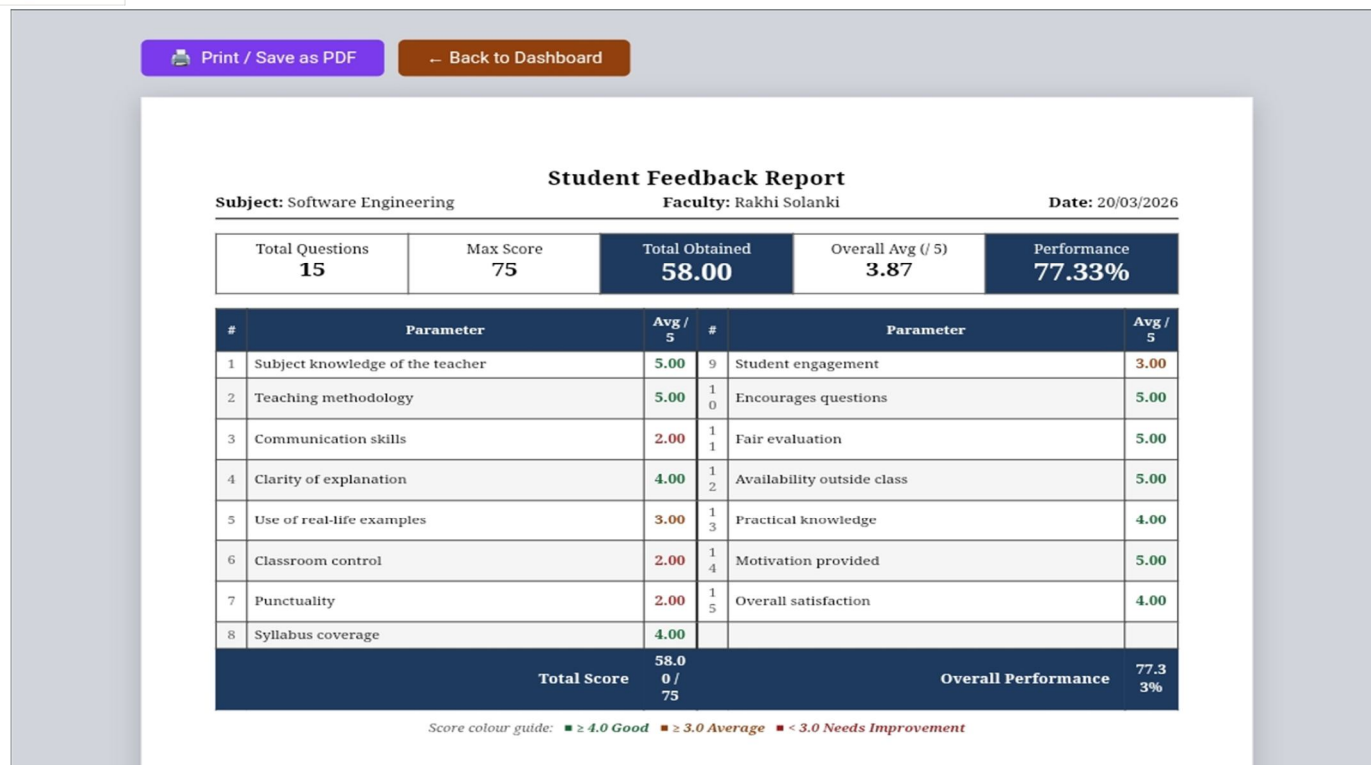 🖨️ Print / Save as PDF
← Back to Dashboard
Student Feedback Report
Subject: Software Engineering Faculty: Rakhi Solanki Date: 20/03/2026
Total Questions Max Score Total Obtained Overall Avg (/ 5) Performance
15 75 58.00 3.87 77.33%
# Parameter Avg / 5 # Parameter Avg / 5
1 Subject knowledge of the teacher 5.00 9 Student engagement 3.00
2 Teaching methodology 5.00 10 Encourages questions 5.00
3 Communication skills 2.00 11 Fair evaluation 5.00
4 Clarity of explanation 4.00 12 Availability outside class 5.00
5 Use of real-life examples 3.00 13 Practical knowledge 4.00
6 Classroom control 2.00 14 Motivation provided 5.00
7 Punctuality 2.00 15 Overall satisfaction 4.00
8 Syllabus coverage 4.00
Total Score 58.00 / 75 Overall Performance 77.33%
Score colour guide: ■ ≥ 4.0 Good ■ ≥ 3.0 Average ■ < 3.0 Needs Improvement